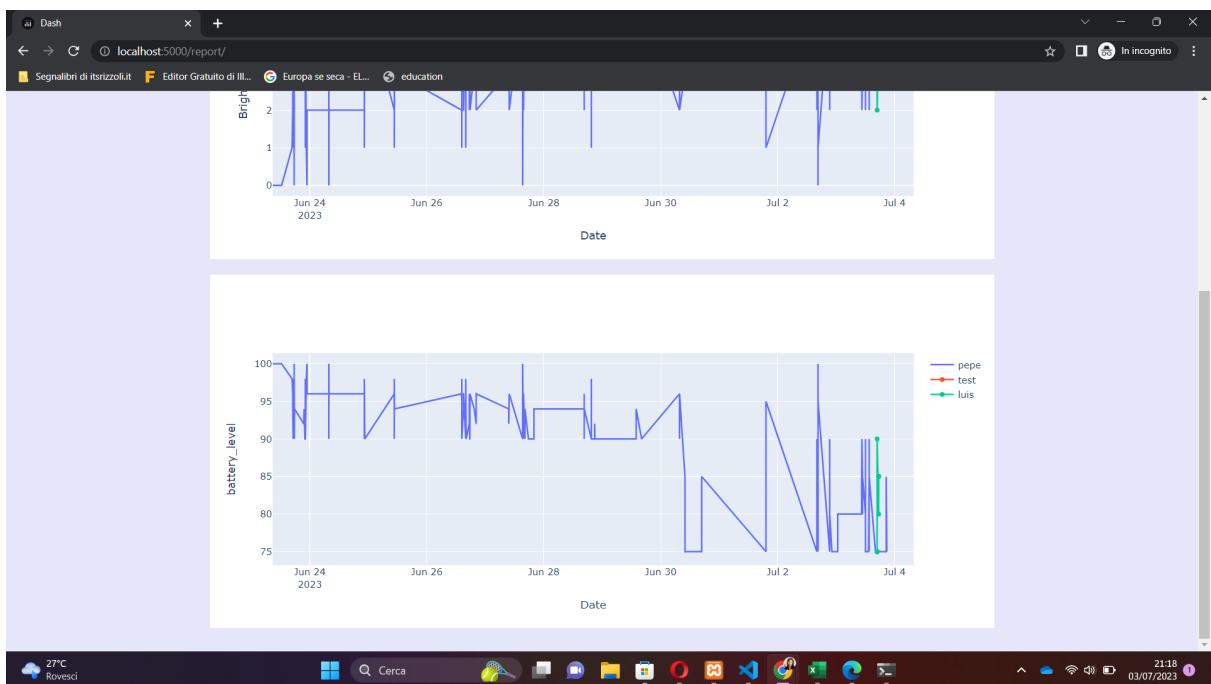 Dash
localhost:5000/report/
In incognito
Segnalibri di itsrizzoli.it
Editor Gratuito di Ill...
Europa se seca - EL...
education
Brigh
2
1
0
Jun 24
2023
Jun 26
Jun 28
Jun 30
Jul 2
Jul 4
Date
100
95
90
85
80
75
battery_level
pepe
test
luis
Jun 24
2023
Jun 26
Jun 28
Jun 30
Jul 2
Jul 4
Date
27°C
Rovesci
Cerca
21:18
03/07/2023
1